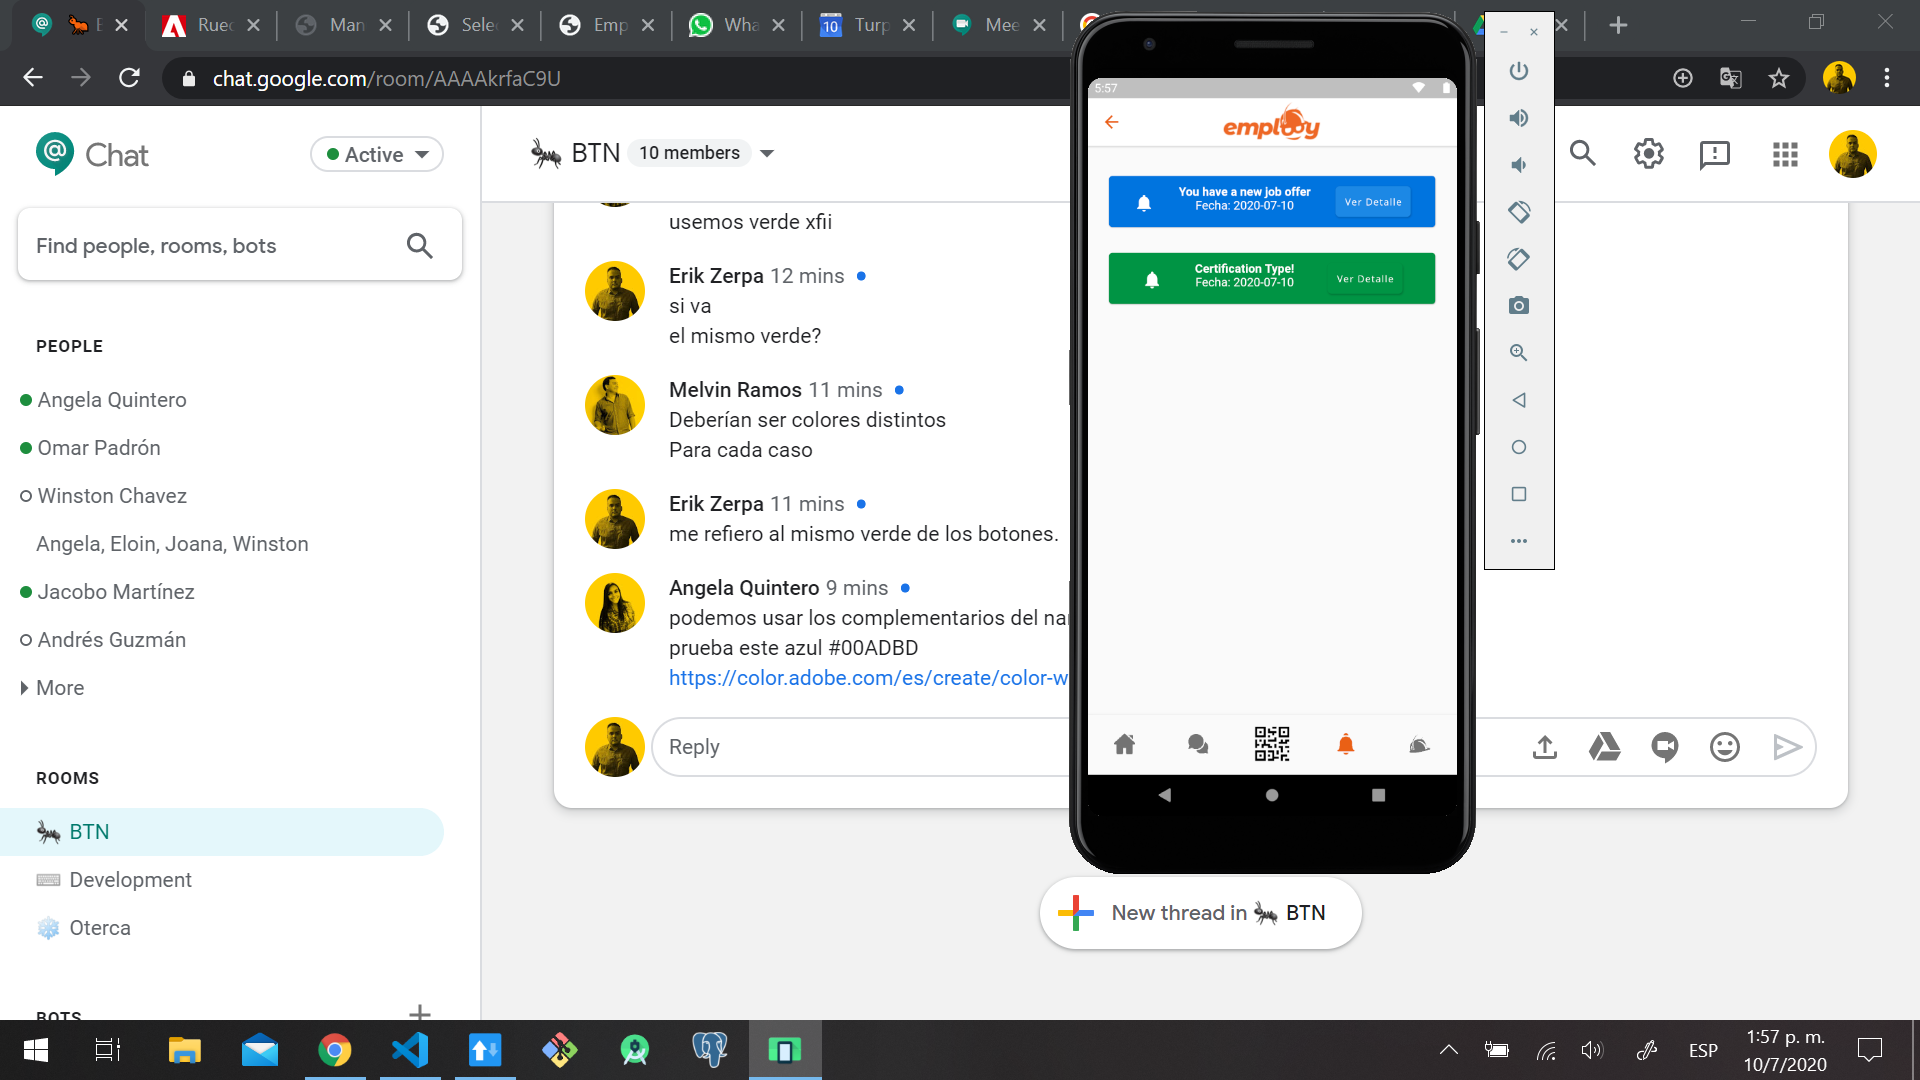 E
Ruec
Man
Sele
Emp
Wha
10
Turp
Mee
chat.google.com/room/AAAAkrfaC9U
Chat
Active
Find people, rooms, bots
PEOPLE
Angela Quintero
Omar Padrón
Winston Chavez
Angela, Eloin, Joana, Winston
Jacobo Martínez
Andrés Guzmán
More
ROOMS
BTN
Development
Oterca
BOTS
BTN
10 members
usemos verde xfii
Erik Zerpa 12 mins
si va
el mismo verde?
Melvin Ramos 11 mins
Deberían ser colores distintos
Para cada caso
Erik Zerpa 11 mins
me refiero al mismo verde de los botones.
Angela Quintero 9 mins
podemos usar los complementarios del nar
prueba este azul #00ADBD
https://color.adobe.com/es/create/color-w
Reply
New thread in BTN
5:57
employ
You have a new job offer
Fecha: 2020-07-10
Ver Detalle
Certification Type!
Fecha: 2020-07-10
Ver Detalle
ESP
1:57 p. m.
10/7/2020